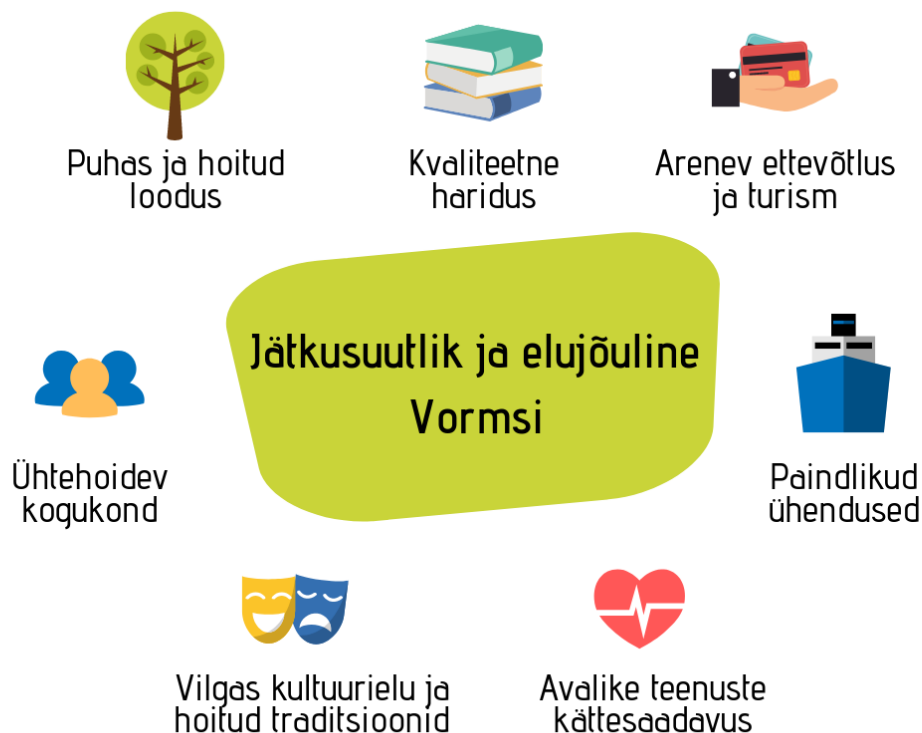 Puhas ja hoitud
loodus
Kvaliteetne
haridus
Arenev ettevõtlus
ja turism
Jätkusuutlik ja elujõuline
Vormsi
Ühtehoidev
kogukond
Paindlikud
ühendused
Vilgas kultuurielu ja
hoitud traditsioonid
Avalike teenuste
kättesaadavus